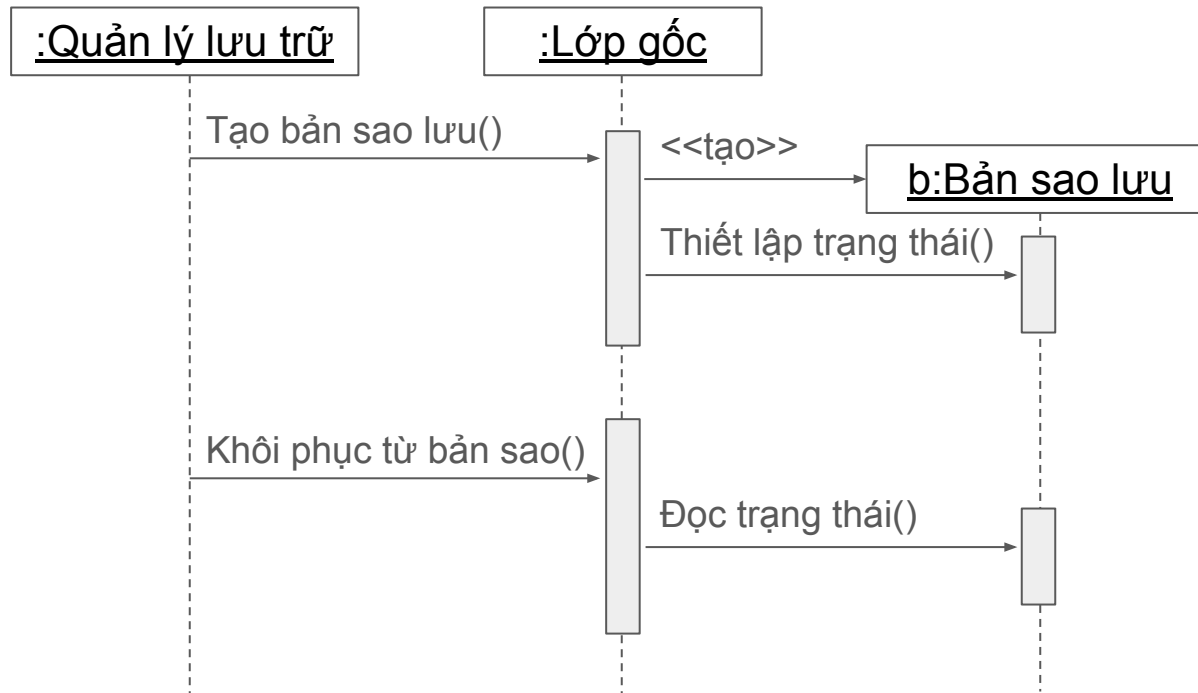 :Quản lý lưu trữ
:Lớp gốc
Tạo bản sao lưu()
<<tạo>>
b:Bản sao lưu
Thiết lập trạng thái()
Khôi phục từ bản sao()
Đọc trạng thái()